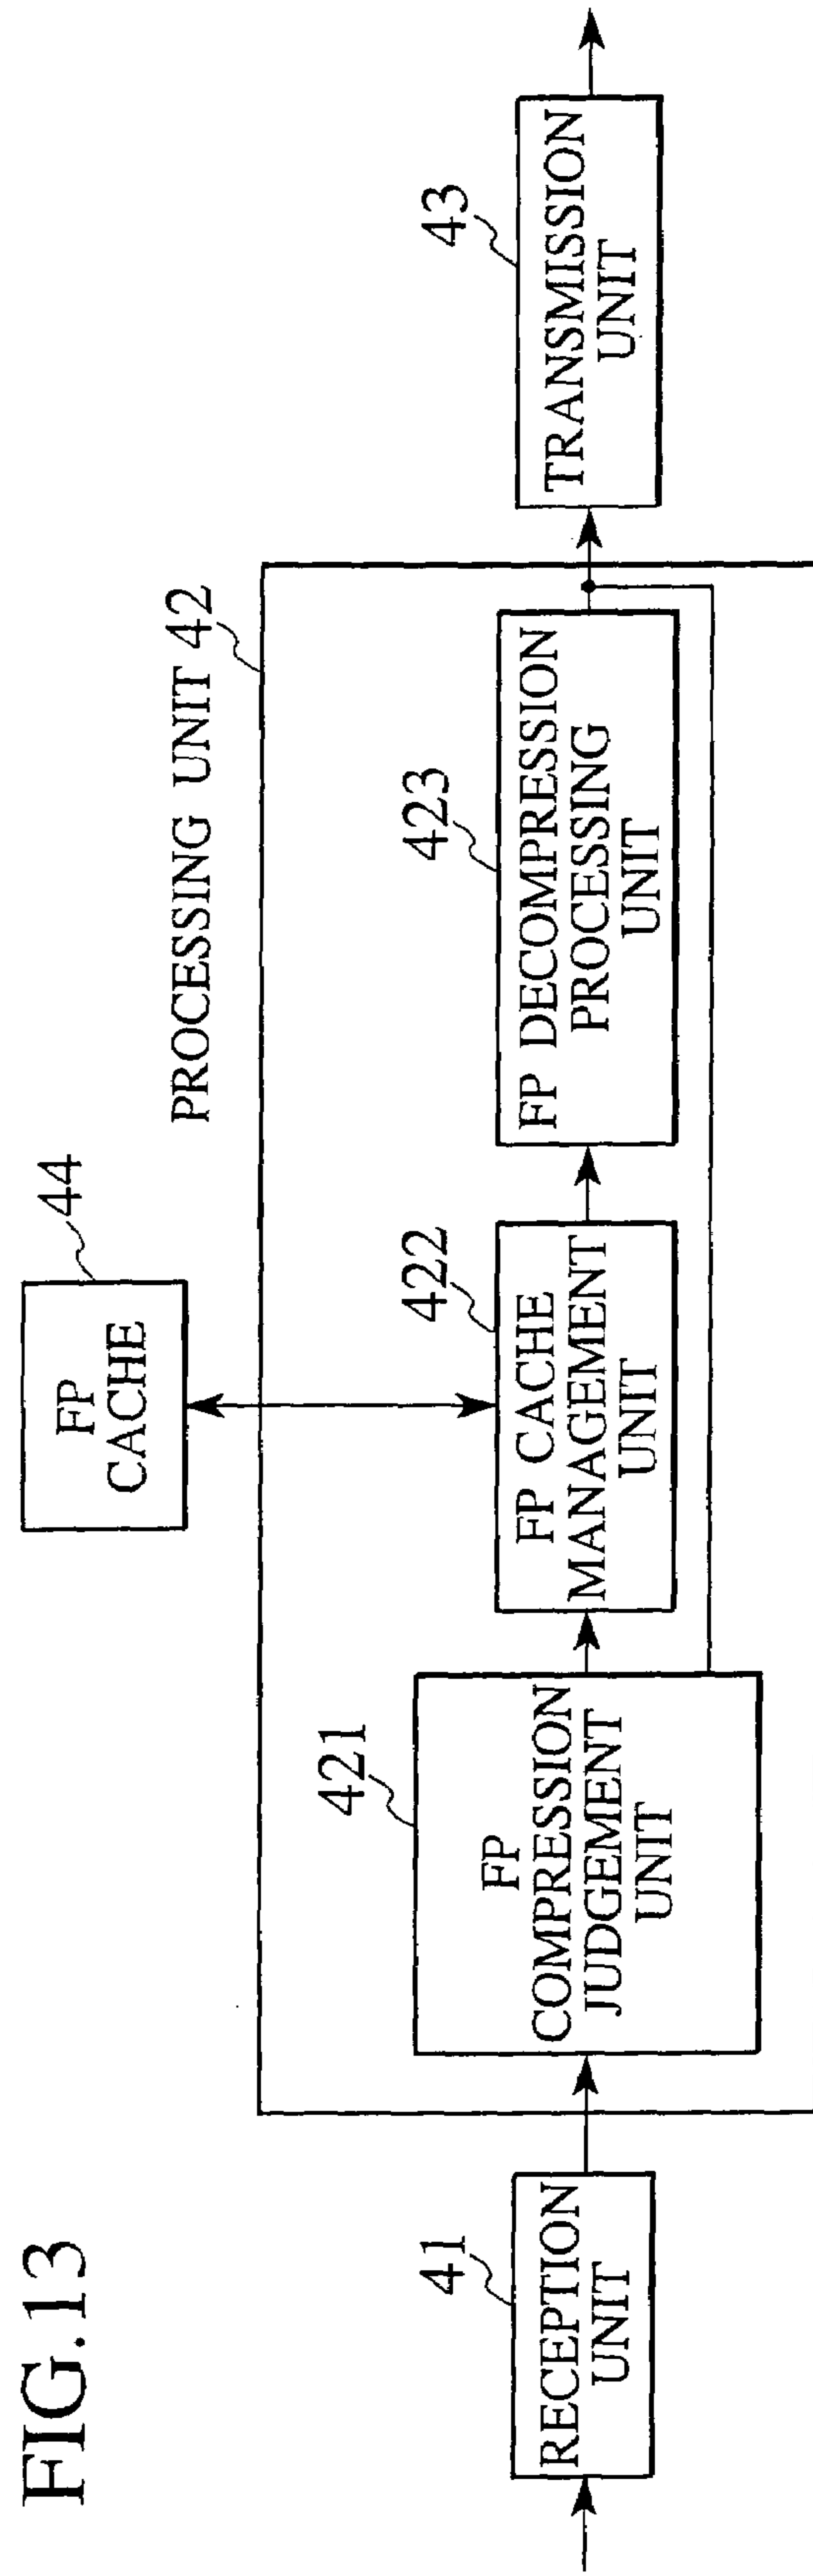 FIG.13
FP
CACHE
44
PROCESSING UNIT 42
41
RECEPTION
UNIT
421
FP
COMPRESSION
JUDGEMENT
UNIT
422
FP CACHE
MANAGEMENT
UNIT
423
FP DECOMPRESSION
PROCESSING
UNIT
43
TRANSMISSION
UNIT